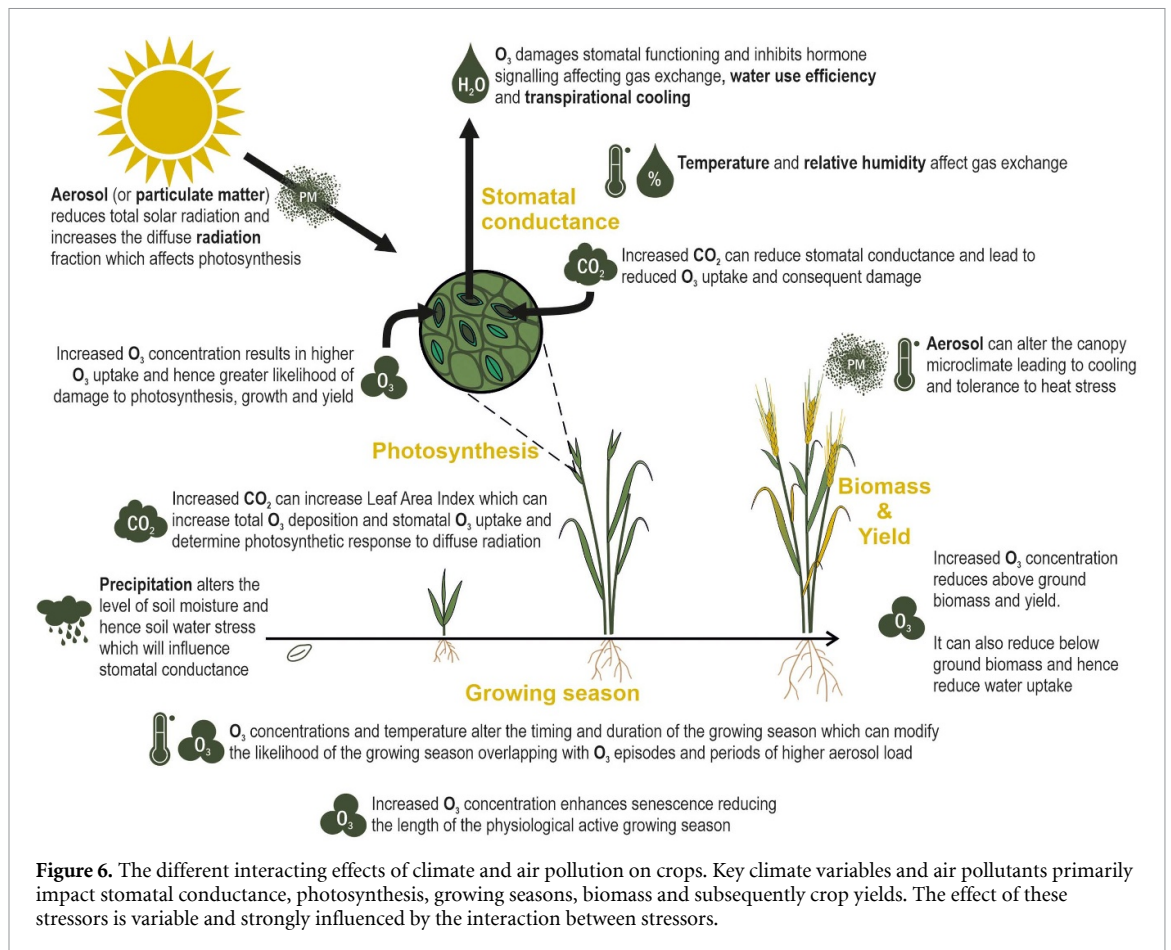 O₃ damages stomatal functioning and inhibits hormone
signalling affecting gas exchange, water use efficiency
and transpirational cooling
H₂O
Temperature and relative humidity affect gas exchange
%
Aerosol (or particulate matter)
reduces total solar radiation and
increases the diffuse radiation
fraction which affects photosynthesis
PM
Stomatal
conductance
CO₂
Increased CO₂ can reduce stomatal conductance and lead to
reduced O₃ uptake and consequent damage
Increased O₃ concentration results in higher
O₃ uptake and hence greater likelihood of
damage to photosynthesis, growth and yield
O₃
PM
Aerosol can alter the canopy
microclimate leading to cooling
and tolerance to heat stress
Photosynthesis
CO₂
Increased CO₂ can increase Leaf Area Index which can
increase total O₃ deposition and stomatal O₃ uptake and
determine photosynthetic response to diffuse radiation
Biomass
&
Yield
Precipitation alters the
level of soil moisture and
hence soil water stress
which will influence
stomatal conductance
O₃
Increased O₃ concentration
reduces above ground
biomass and yield.
It can also reduce below
ground biomass and hence
reduce water uptake
Growing season
O₃
O₃ concentrations and temperature alter the timing and duration of the growing season which can modify
the likelihood of the growing season overlapping with O₃ episodes and periods of higher aerosol load
O₃
Increased O₃ concentration enhances senescence reducing
the length of the physiological active growing season
Figure 6. The different interacting effects of climate and air pollution on crops. Key climate variables and air pollutants primarily
impact stomatal conductance, photosynthesis, growing seasons, biomass and subsequently crop yields. The effect of these
stressors is variable and strongly influenced by the interaction between stressors.